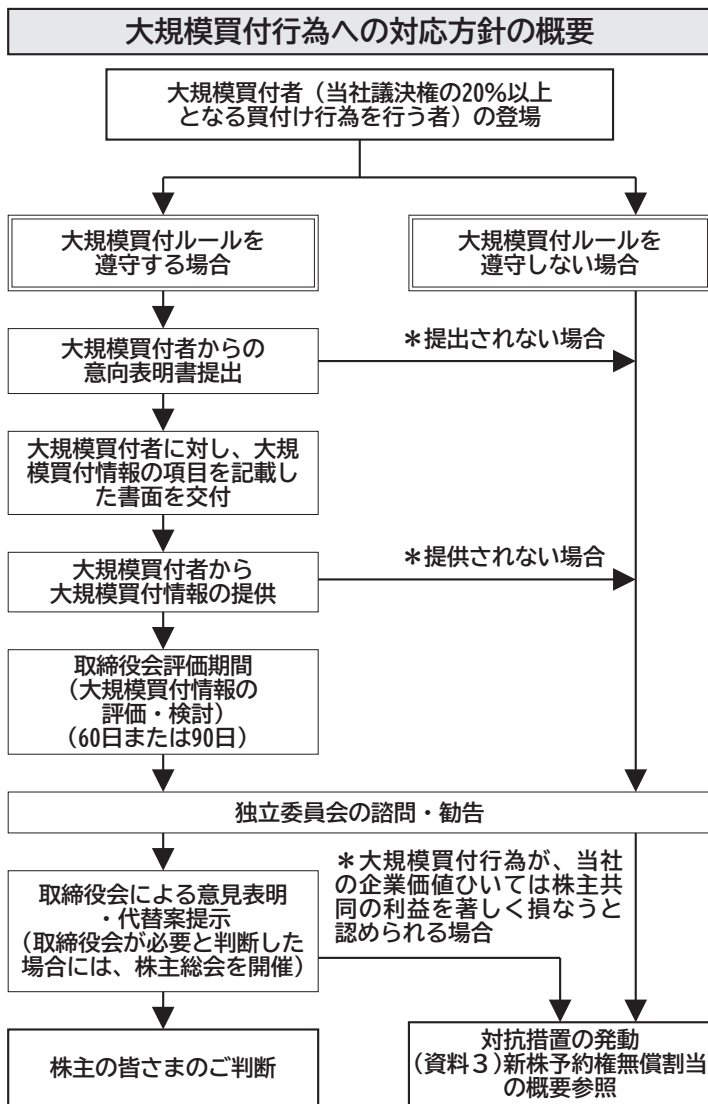 大規模買付行為への対応方針の概要
大規模買付者（当社議決権の20%以上
となる買付け行為を行う者）の登場
大規模買付ルールを
遵守する場合
大規模買付ルールを
遵守しない場合
大規模買付者からの
意向表明書提出
＊提出されない場合
大規模買付者に対し、大規
模買付情報の項目を記載し
た書面を交付
大規模買付者から
大規模買付情報の提供
＊提供されない場合
取締役会評価期間
（大規模買付情報の
評価・検討）
（60日または90日）
独立委員会の諮問・勧告
取締役会による意見表明
・代替案提示
（取締役会が必要と判断した
場合には、株主総会を開催）
＊大規模買付行為が、当社
の企業価値ひいては株主共
同の利益を著しく損なうと
認められる場合
株主の皆さまのご判断
対抗措置の発動
（資料３）新株予約権無償割当
の概要参照